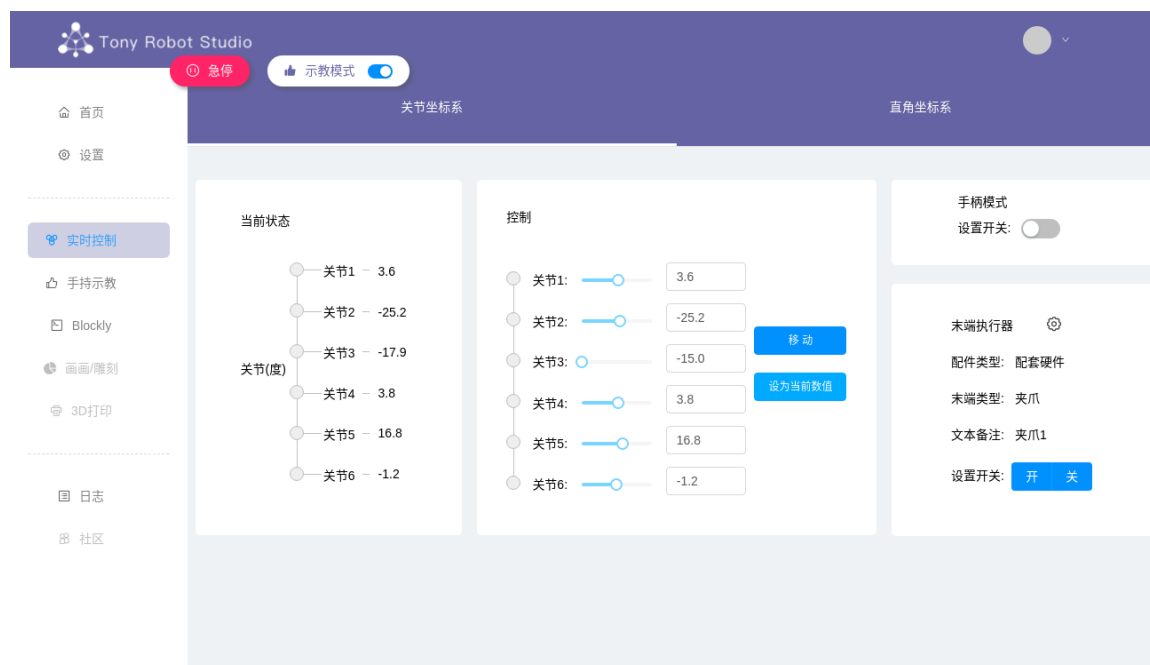 Tony Robot Studio
急停
示教模式
关节坐标系
直角坐标系
首页
设置
实时控制
手持示教
Blockly
画画/雕刻
3D打印
日志
社区
当前状态
关节(度)
关节1 3.6
关节2 -25.2
关节3 -17.9
关节4 3.8
关节5 16.8
关节6 -1.2
控制
关节1: 3.6
关节2: -25.2
关节3: -15.0
关节4: 3.8
关节5: 16.8
关节6: -1.2
移 动
设为当前数值
手柄模式
设置开关:
末端执行器
配件类型: 配套硬件
末端类型: 夹爪
文本备注: 夹爪1
设置开关: 开 关